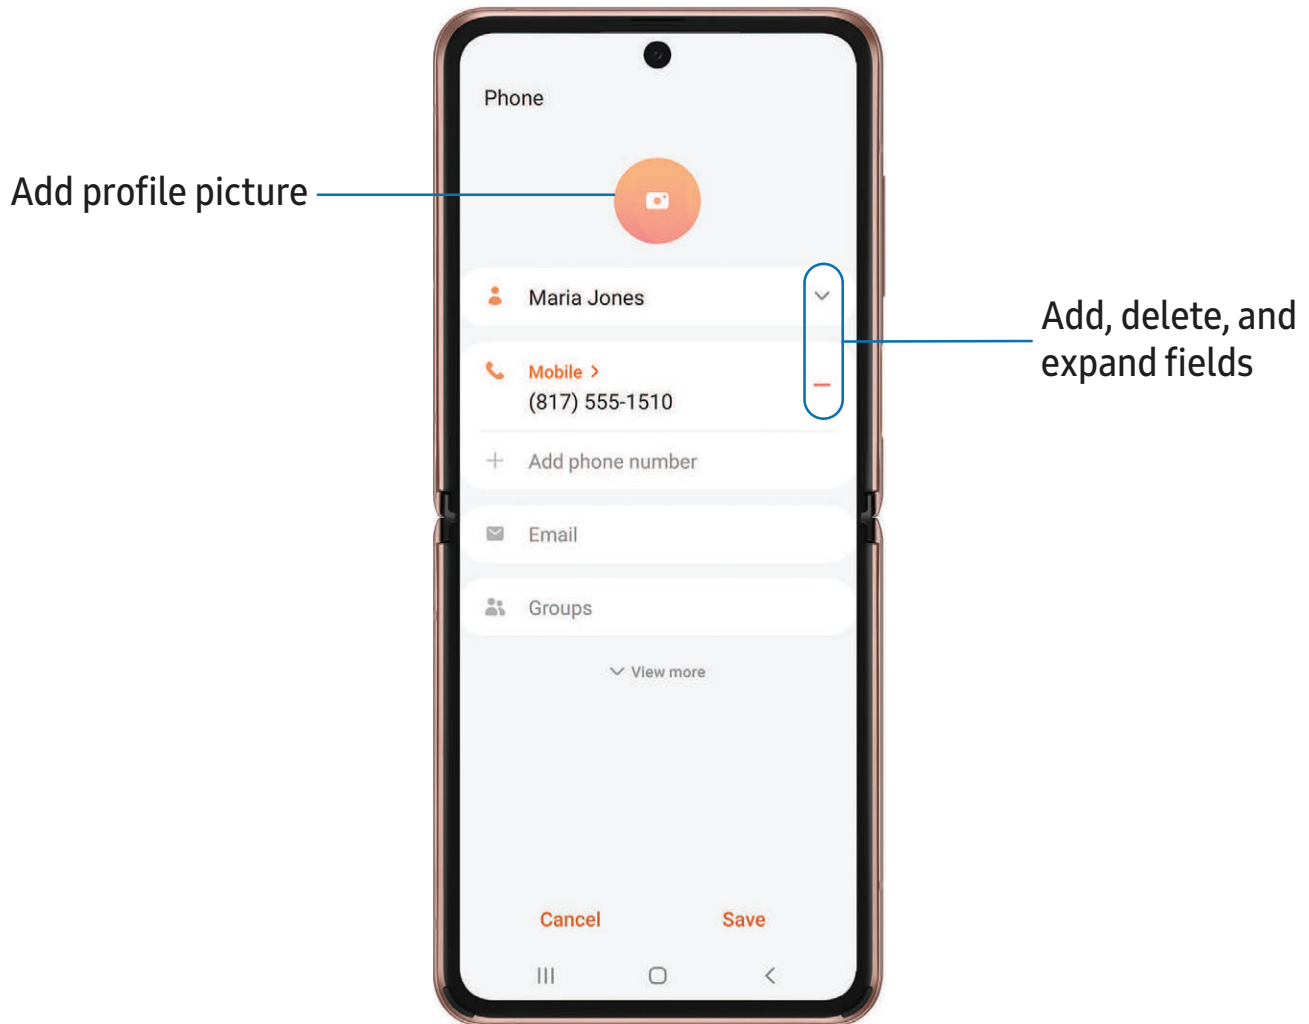 Phone
Add profile picture
Maria Jones
Add, delete, and
expand fields
Mobile >
(817) 555-1510
Add phone number
Email
Groups
View more
Cancel
Save